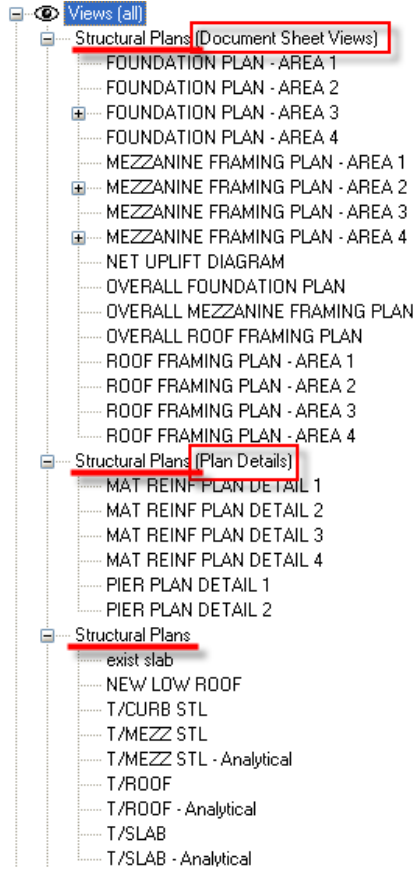 Views (all)
Structural Plans (Document Sheet Views)
FOUNDATION PLAN - AREA 1
FOUNDATION PLAN - AREA 2
FOUNDATION PLAN - AREA 3
FOUNDATION PLAN - AREA 4
MEZZANINE FRAMING PLAN - AREA 1
MEZZANINE FRAMING PLAN - AREA 2
MEZZANINE FRAMING PLAN - AREA 3
MEZZANINE FRAMING PLAN - AREA 4
NET UPLIFT DIAGRAM
OVERALL FOUNDATION PLAN
OVERALL MEZZANINE FRAMING PLAN
OVERALL ROOF FRAMING PLAN
ROOF FRAMING PLAN - AREA 1
ROOF FRAMING PLAN - AREA 2
ROOF FRAMING PLAN - AREA 3
ROOF FRAMING PLAN - AREA 4
Structural Plans (Plan Details)
MAT REINF PLAN DETAIL 1
MAT REINF PLAN DETAIL 2
MAT REINF PLAN DETAIL 3
MAT REINF PLAN DETAIL 4
PIER PLAN DETAIL 1
PIER PLAN DETAIL 2
Structural Plans
exist slab
NEW LOW ROOF
T/CURB STL
T/MEZZ STL
T/MEZZ STL - Analytical
T/ROOF
T/ROOF - Analytical
T/SLAB
T/SLAB - Analytical